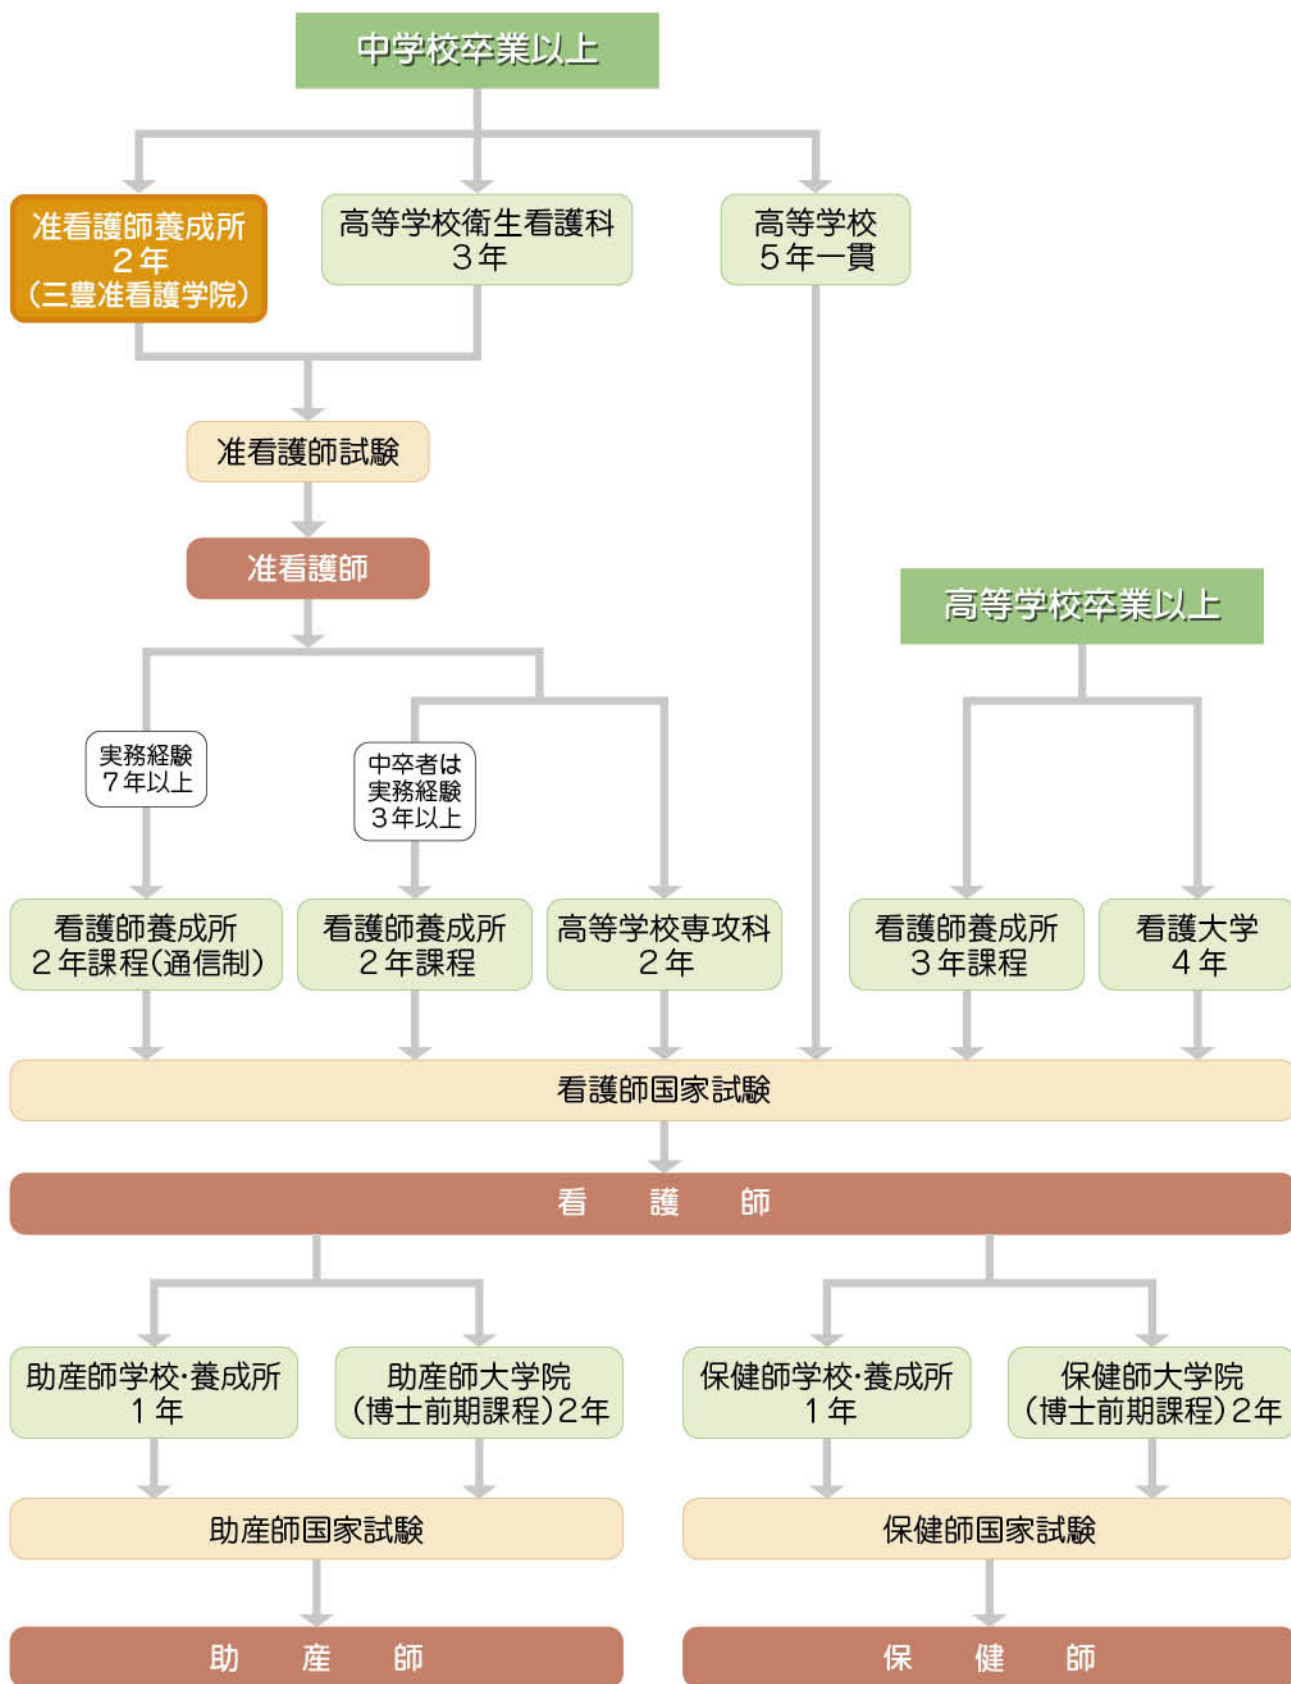 中学校卒業以上
准看護師養成所
２年
（三豊准看護学院）
高等学校衛生看護科
３年
高等学校
５年一貫
准看護師試験
准看護師
高等学校卒業以上
実務経験
７年以上
中卒者は
実務経験
３年以上
看護師養成所
２年課程（通信制）
看護師養成所
２年課程
高等学校専攻科
２年
看護師養成所
３年課程
看護大学
４年
看護師国家試験
看　護　師
助産師学校・養成所
１年
助産師大学院
（博士前期課程）２年
保健師学校・養成所
１年
保健師大学院
（博士前期課程）２年
助産師国家試験
保健師国家試験
助　産　師
保　健　師